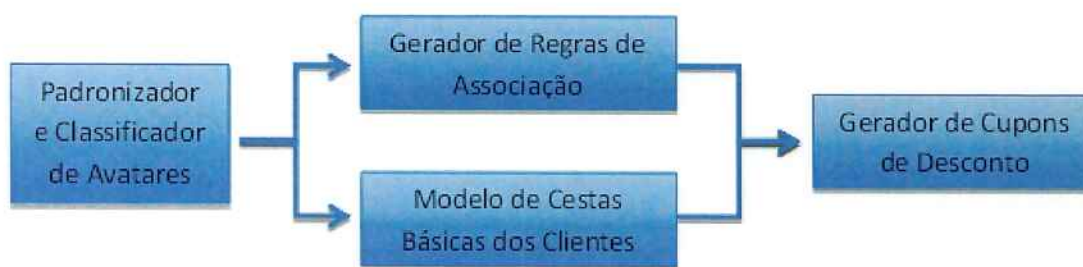 Padronizador
e Classificador
de Avatares
Gerador de Regras de
Associação
Modelo de Cestas
Básicas dos Clientes
Gerador de Cupons
de Desconto